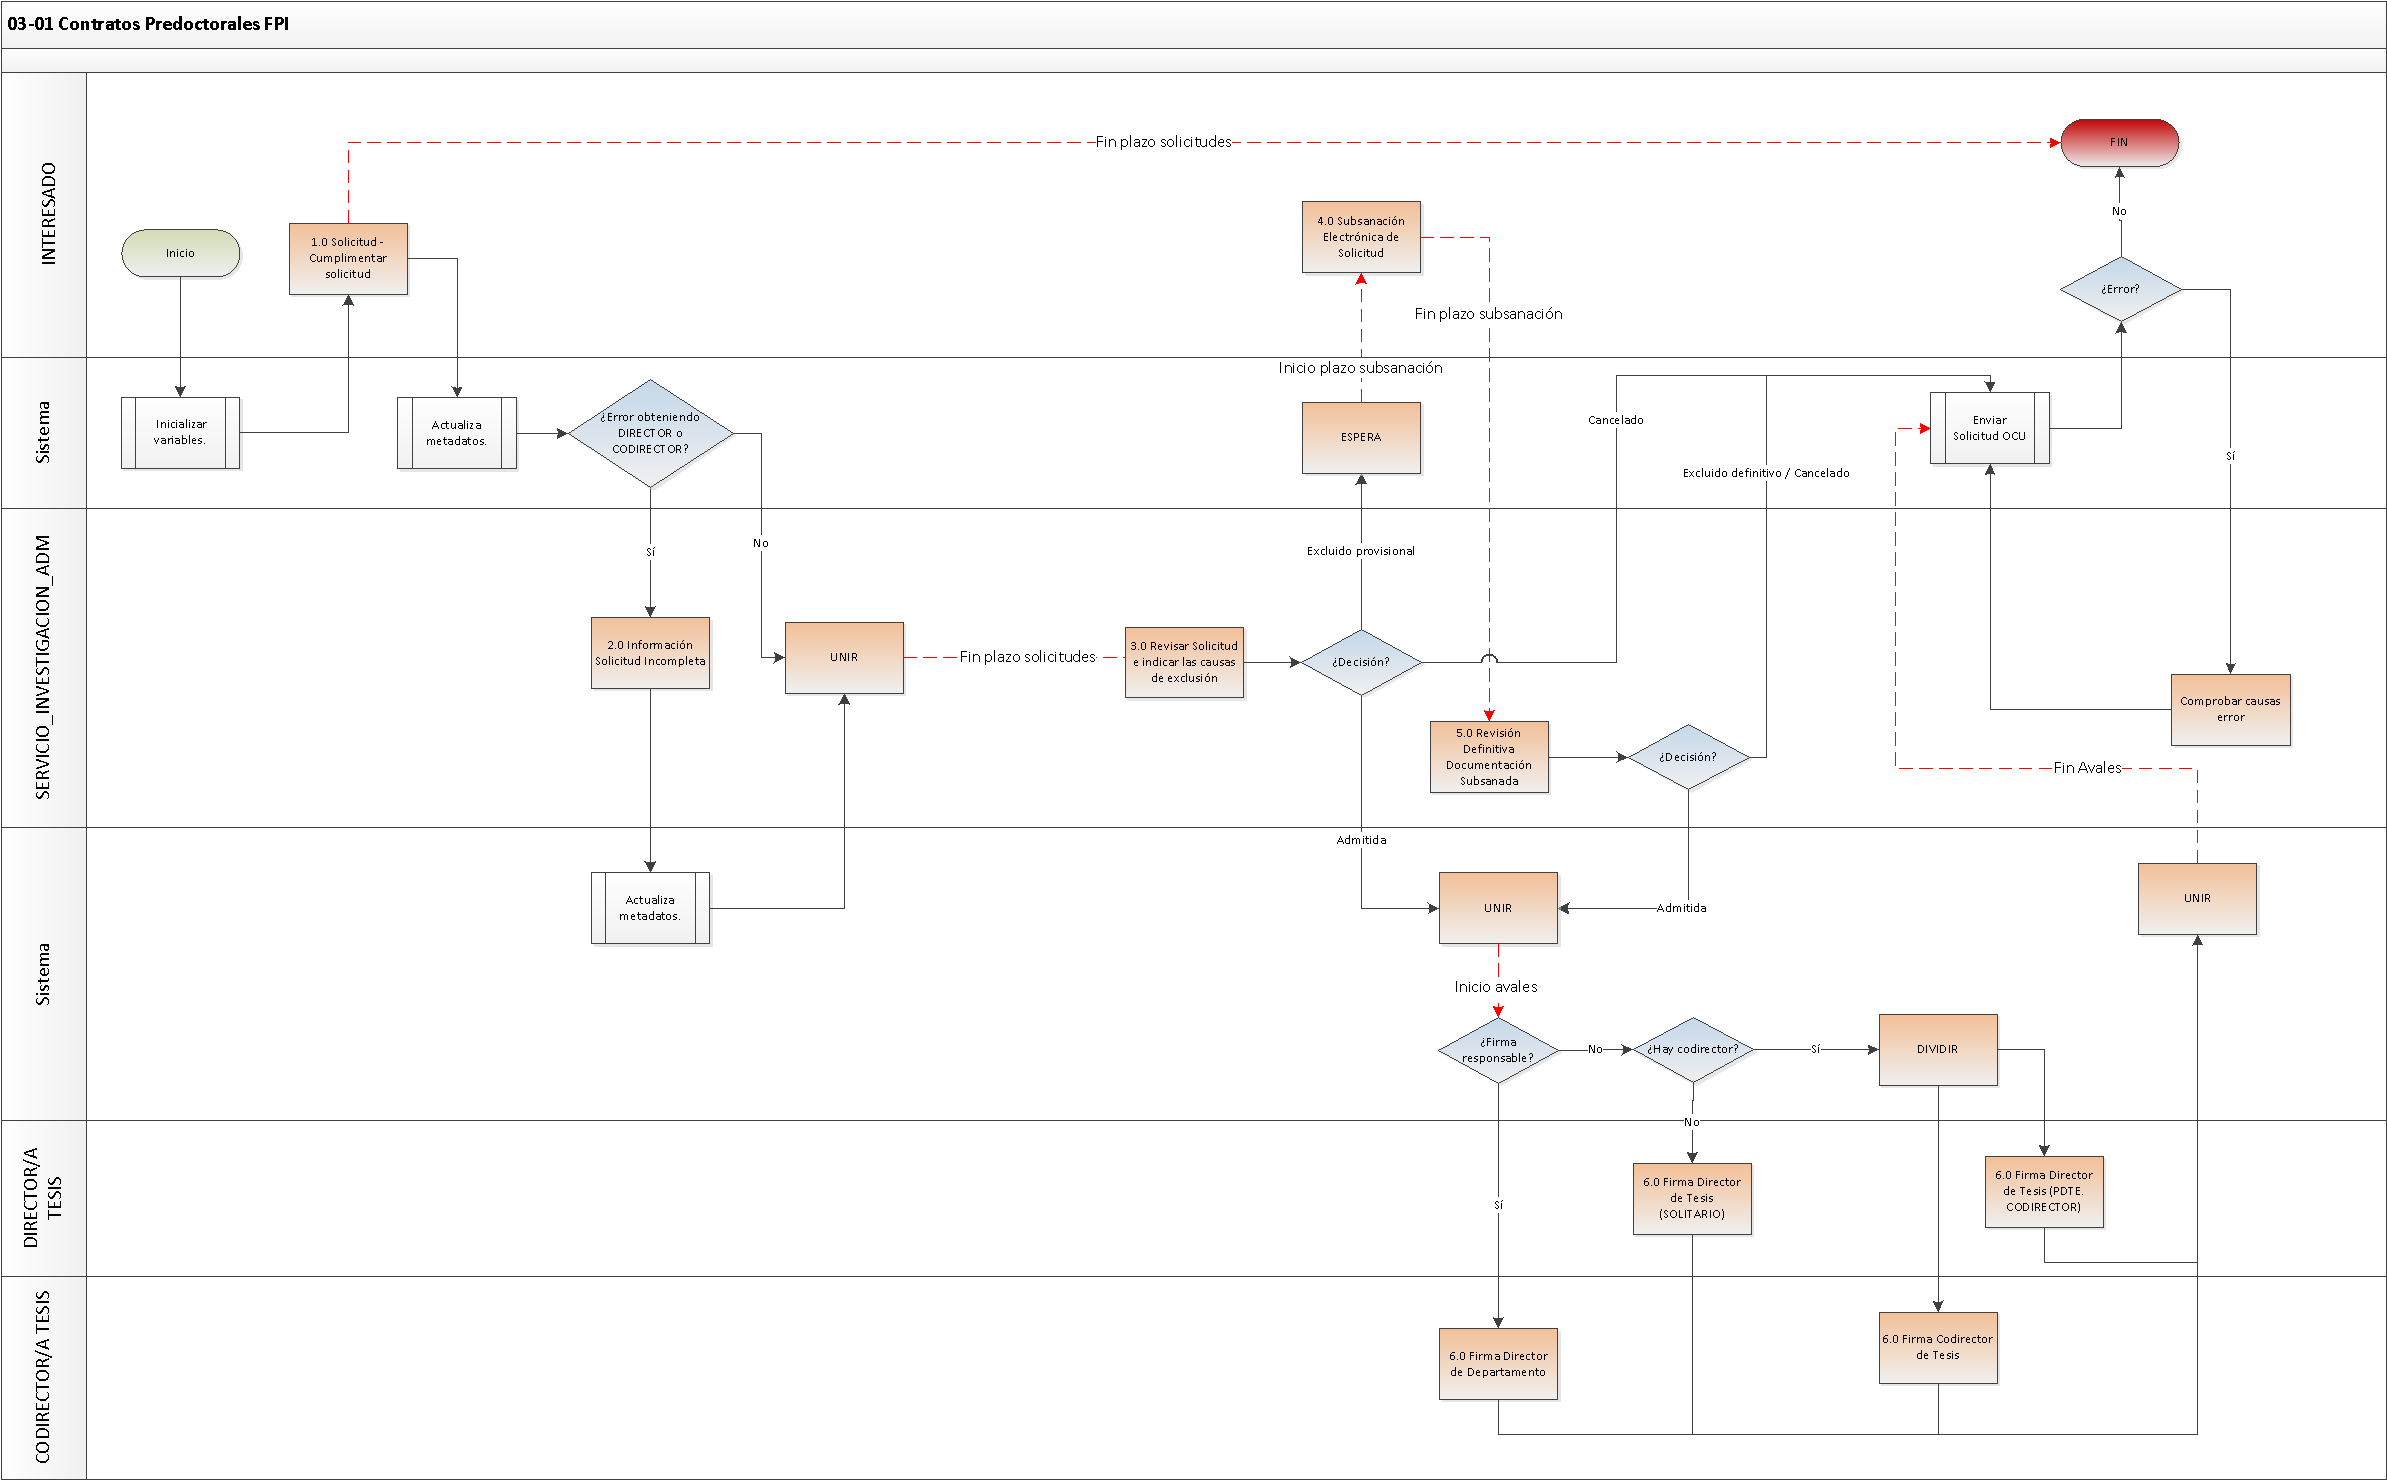 03-01 Contratos Predoctorales FPI
INTERESADO
Inicio
1.0 Solicitud -
Cumplimentar
solicitud
Fin plazo solicitudes
4.0 Subsanación
Electrónica de
Solicitud
Fin plazo subsanación
FIN
No
¿Error?
Sistema
Inicializar
variables.
Actualiza
metadatos.
¿Error obteniendo
DIRECTOR o
CODIRECTOR?
Inicio plazo subsanación
ESPERA
Cancelado
Excluido definitivo / Cancelado
Enviar
Solicitud OCU
Sí
SERVICIO_INVESTIGACION_ADM
Sí
No
2.0 Información
Solicitud Incompleta
UNIR
Fin plazo solicitudes
3.0 Revisar Solicitud
e indicar las causas
de exclusión
Excluido provisional
¿Decisión?
5.0 Revisión
Definitiva
Documentación
Subsanada
¿Decisión?
Comprobar causas
error
Fin Avales
Sistema
Actualiza
metadatos.
Admitida
UNIR
Admitida
UNIR
Inicio avales
¿Firma
responsable?
No
¿Hay codirector?
Sí
DIVIDIR
DIRECTOR/A
TESIS
No
Sí
6.0 Firma Director
de Tesis
(SOLITARIO)
6.0 Firma Director
de Tesis (PDTE.
CODIRECTOR)
CODIRECTOR/A TESIS
6.0 Firma Director
de Departamento
6.0 Firma Codirector
de Tesis